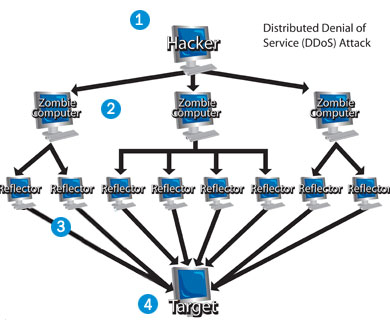 1
Hacker
Distributed Denial of
Service (DDoS) Attack
2
Zombie
Computer
Zombie
Computer
Zombie
Computer
Reflector
Reflector
Reflector
Reflector
Reflector
Reflector
Reflector
Reflector
3
4
Target